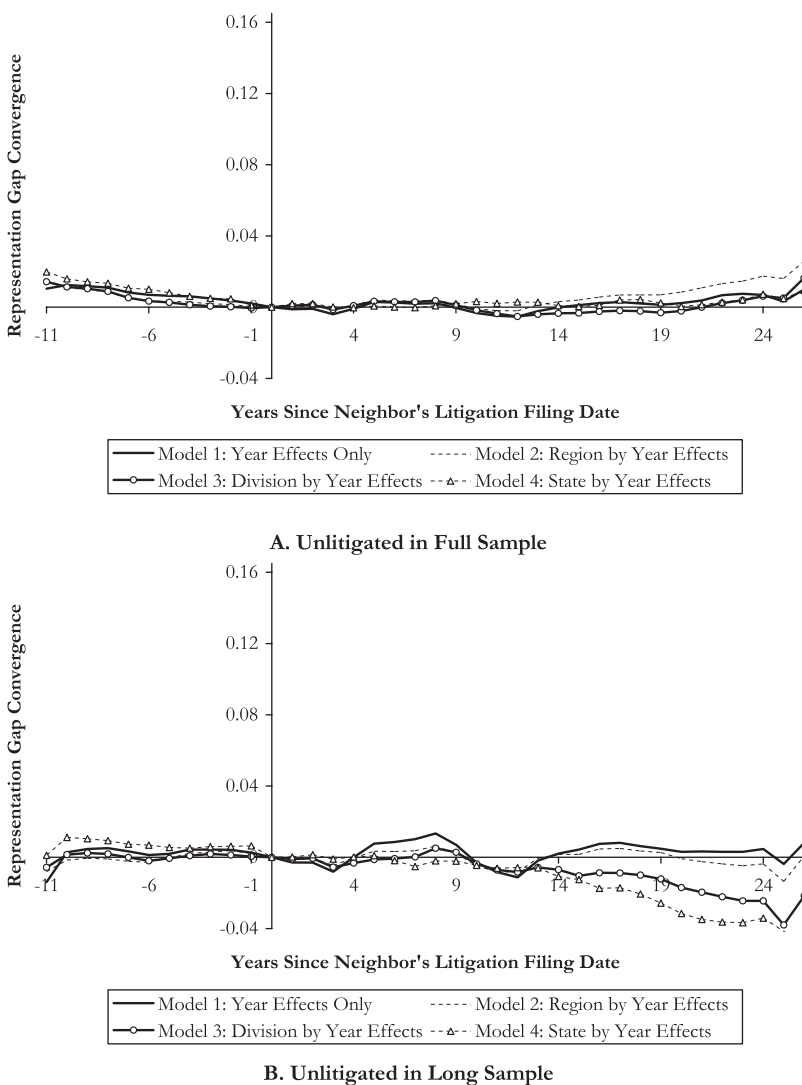 0.16
0.12
0.08
0.04
-0.04
Representation Gap Convergence
-11 -6 -1 4 9 14 19 24
Years Since Neighbor's Litigation Filing Date
Model 1: Year Effects Only Model 2: Region by Year Effects
Model 3: Division by Year Effects Model 4: State by Year Effects
A. Unlitigated in Full Sample
0.16
0.12
0.08
0.04
-0.04
Representation Gap Convergence
-11 -6 -1 4 9 14 19 24
Years Since Neighbor's Litigation Filing Date
Model 1: Year Effects Only Model 2: Region by Year Effects
Model 3: Division by Year Effects Model 4: State by Year Effects
B. Unlitigated in Long Sample